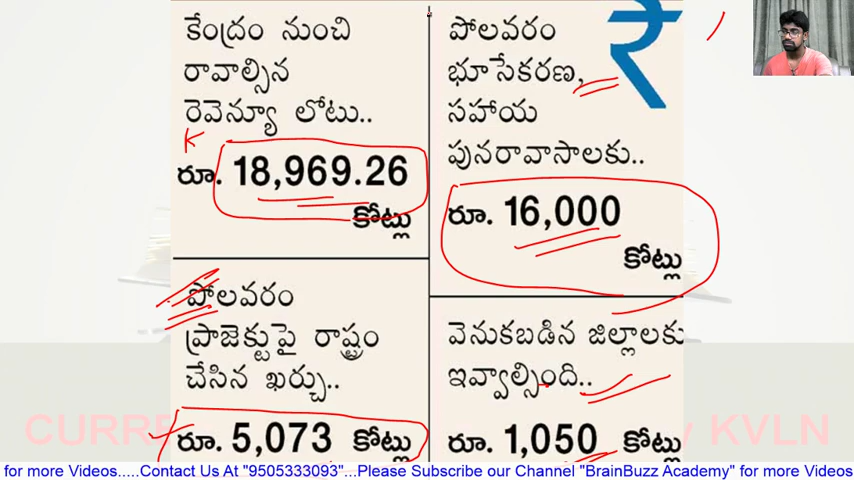 కేంద్రం నుంచి
రావాల్సిన
రెవెన్యూ లోటు..
రూ. 18,969.26
కోట్లు
పోలవరం
భూసేకరణ,
సహాయ
పునరావాసాలకు..
రూ. 16,000
కోట్లు
₹
పోలవరం
ప్రాజెక్టుపై రాష్ట్రం
చేసిన ఖర్చు..
రూ. 5,073 కోట్లు
వెనుకబడిన జిల్లాలకు
ఇవ్వాల్సింది..
రూ. 1,050 కోట్లు
KVLN
for more Videos.....Contact Us At "9505333093"...Please Subscribe our Channel "BrainBuzz Academy" for more Videos